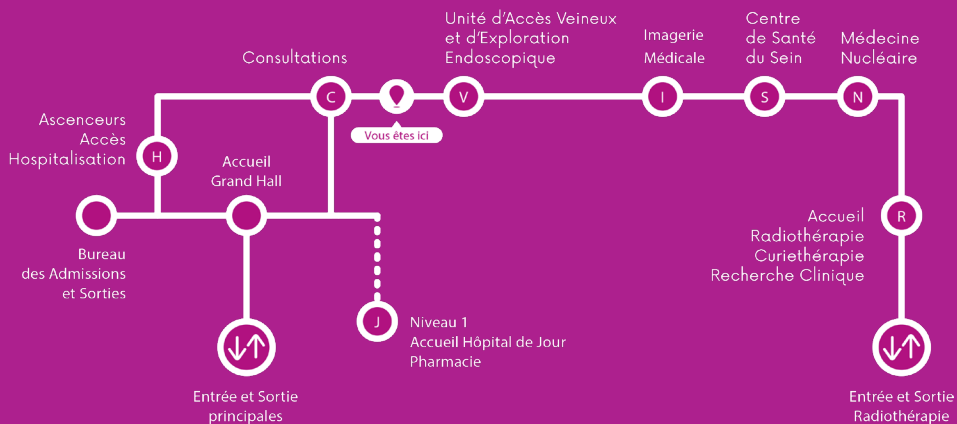 Unité d'Accès Veineux
et d'Exploration
Endoscopique
Centre
de Santé
du Sein
Imagerie
Médicale
Médecine
Nucléaire
Consultations
C
V
I
S
N
Vous êtes ici
Ascenceurs
Accès
Hospitalisation
H
Accueil
Grand Hall
Bureau
des Admissions
et Sorties
Accueil
Radiothérapie
Curiethérapie
Recherche Clinique
R
J
Niveau 1
Accueil Hôpital de Jour
Pharmacie
Entrée et Sortie
principales
Entrée et Sortie
Radiothérapie